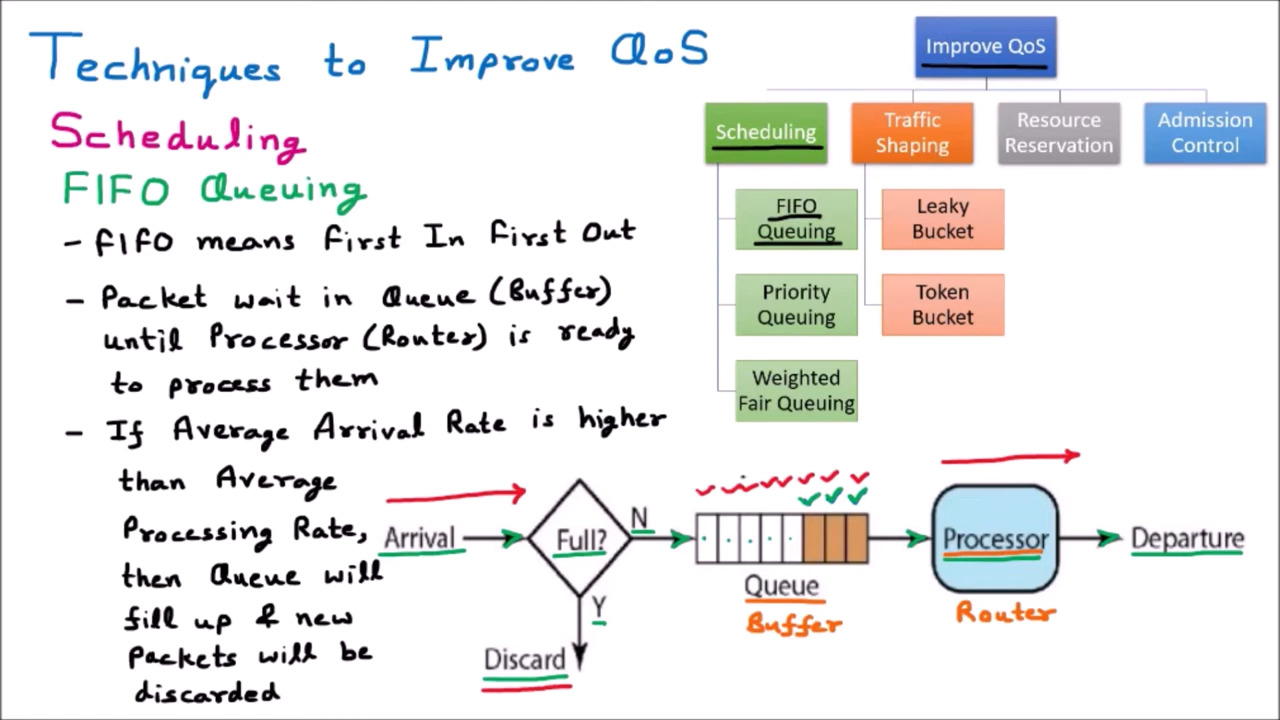 Techniques to Improve QoS
Scheduling
FIFO Queuing
- FIFO means First In First Out
- Packet wait in Queue (Buffer)
until Processor (Router) is ready
to process them
- If Average Arrival Rate is higher
than Average
Processing Rate,
then Queue will
fill up & new
Packets will be
discarded
Improve QoS
Scheduling
Traffic
Shaping
Resource
Reservation
Admission
Control
FIFO
Queuing
Leaky
Bucket
Priority
Queuing
Token
Bucket
Weighted
Fair Queuing
Arrival
Full?
N
Y
Discard
Queue
Buffer
Processor
Router
Departure